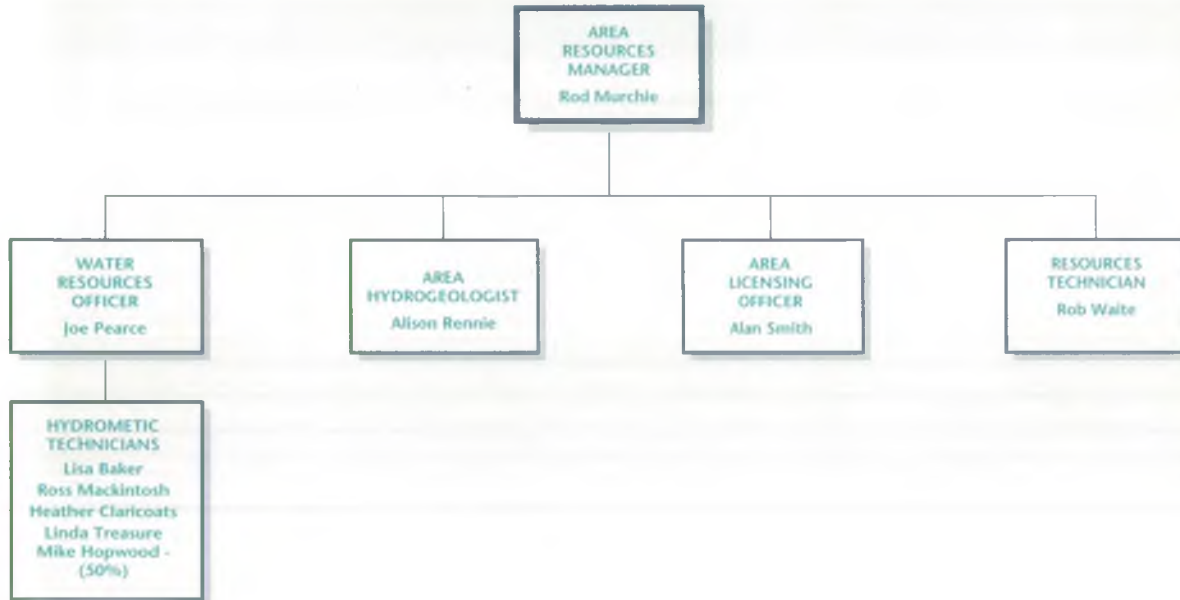 AREA
RESOURCES
MANAGER
Rod Murchie
WATER
RESOURCES
OFFICER
Joe Pearce
AREA
HYDROGEOLOGIST
Alison Rennie
AREA
LICENSING
OFFICER
Alan Smith
RESOURCES
TECHNICIAN
Rob Waite
HYDROMETIC
TECHNICIANS
Lisa Baker
Ross Mackintosh
Heather Claricoats
Linda Treasure
Mike Hopwood -
(50%)